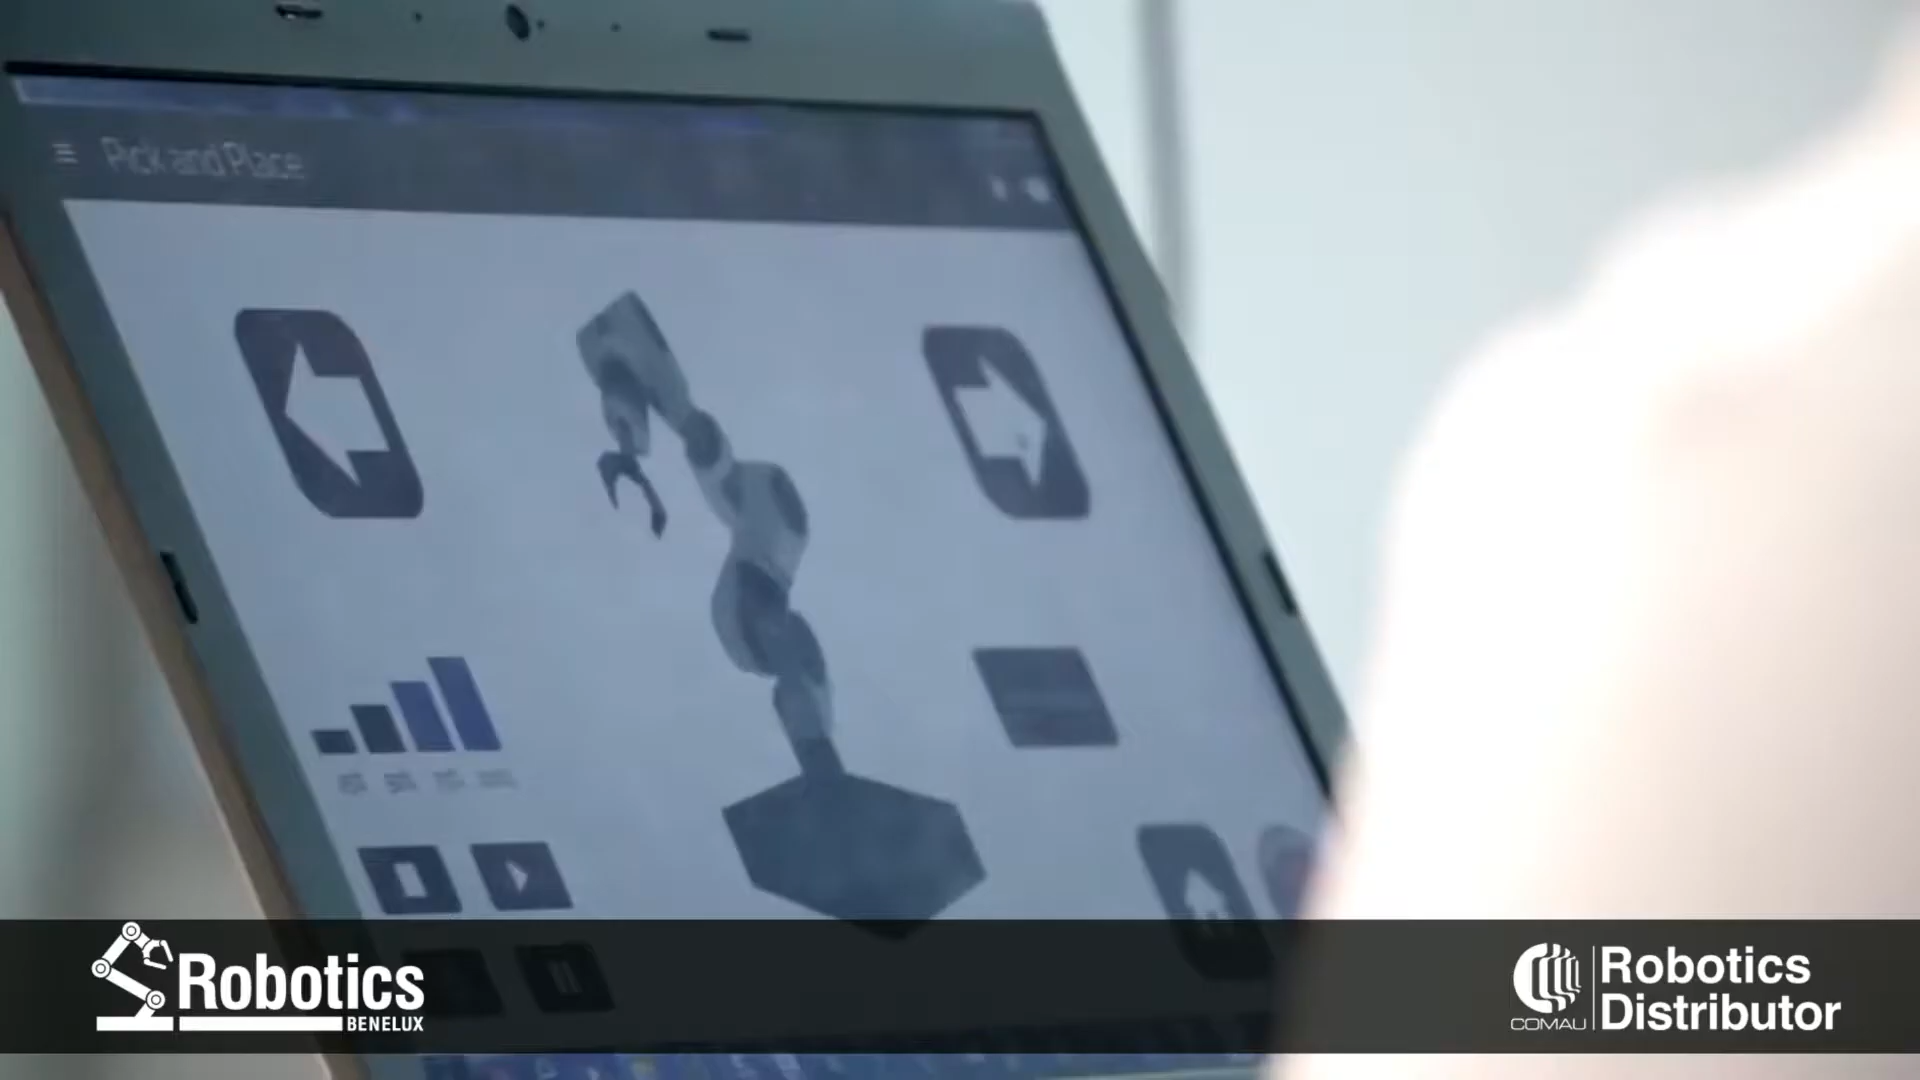 Pick and Place
Robotics
BENELUX
COMAU
Robotics
Distributor